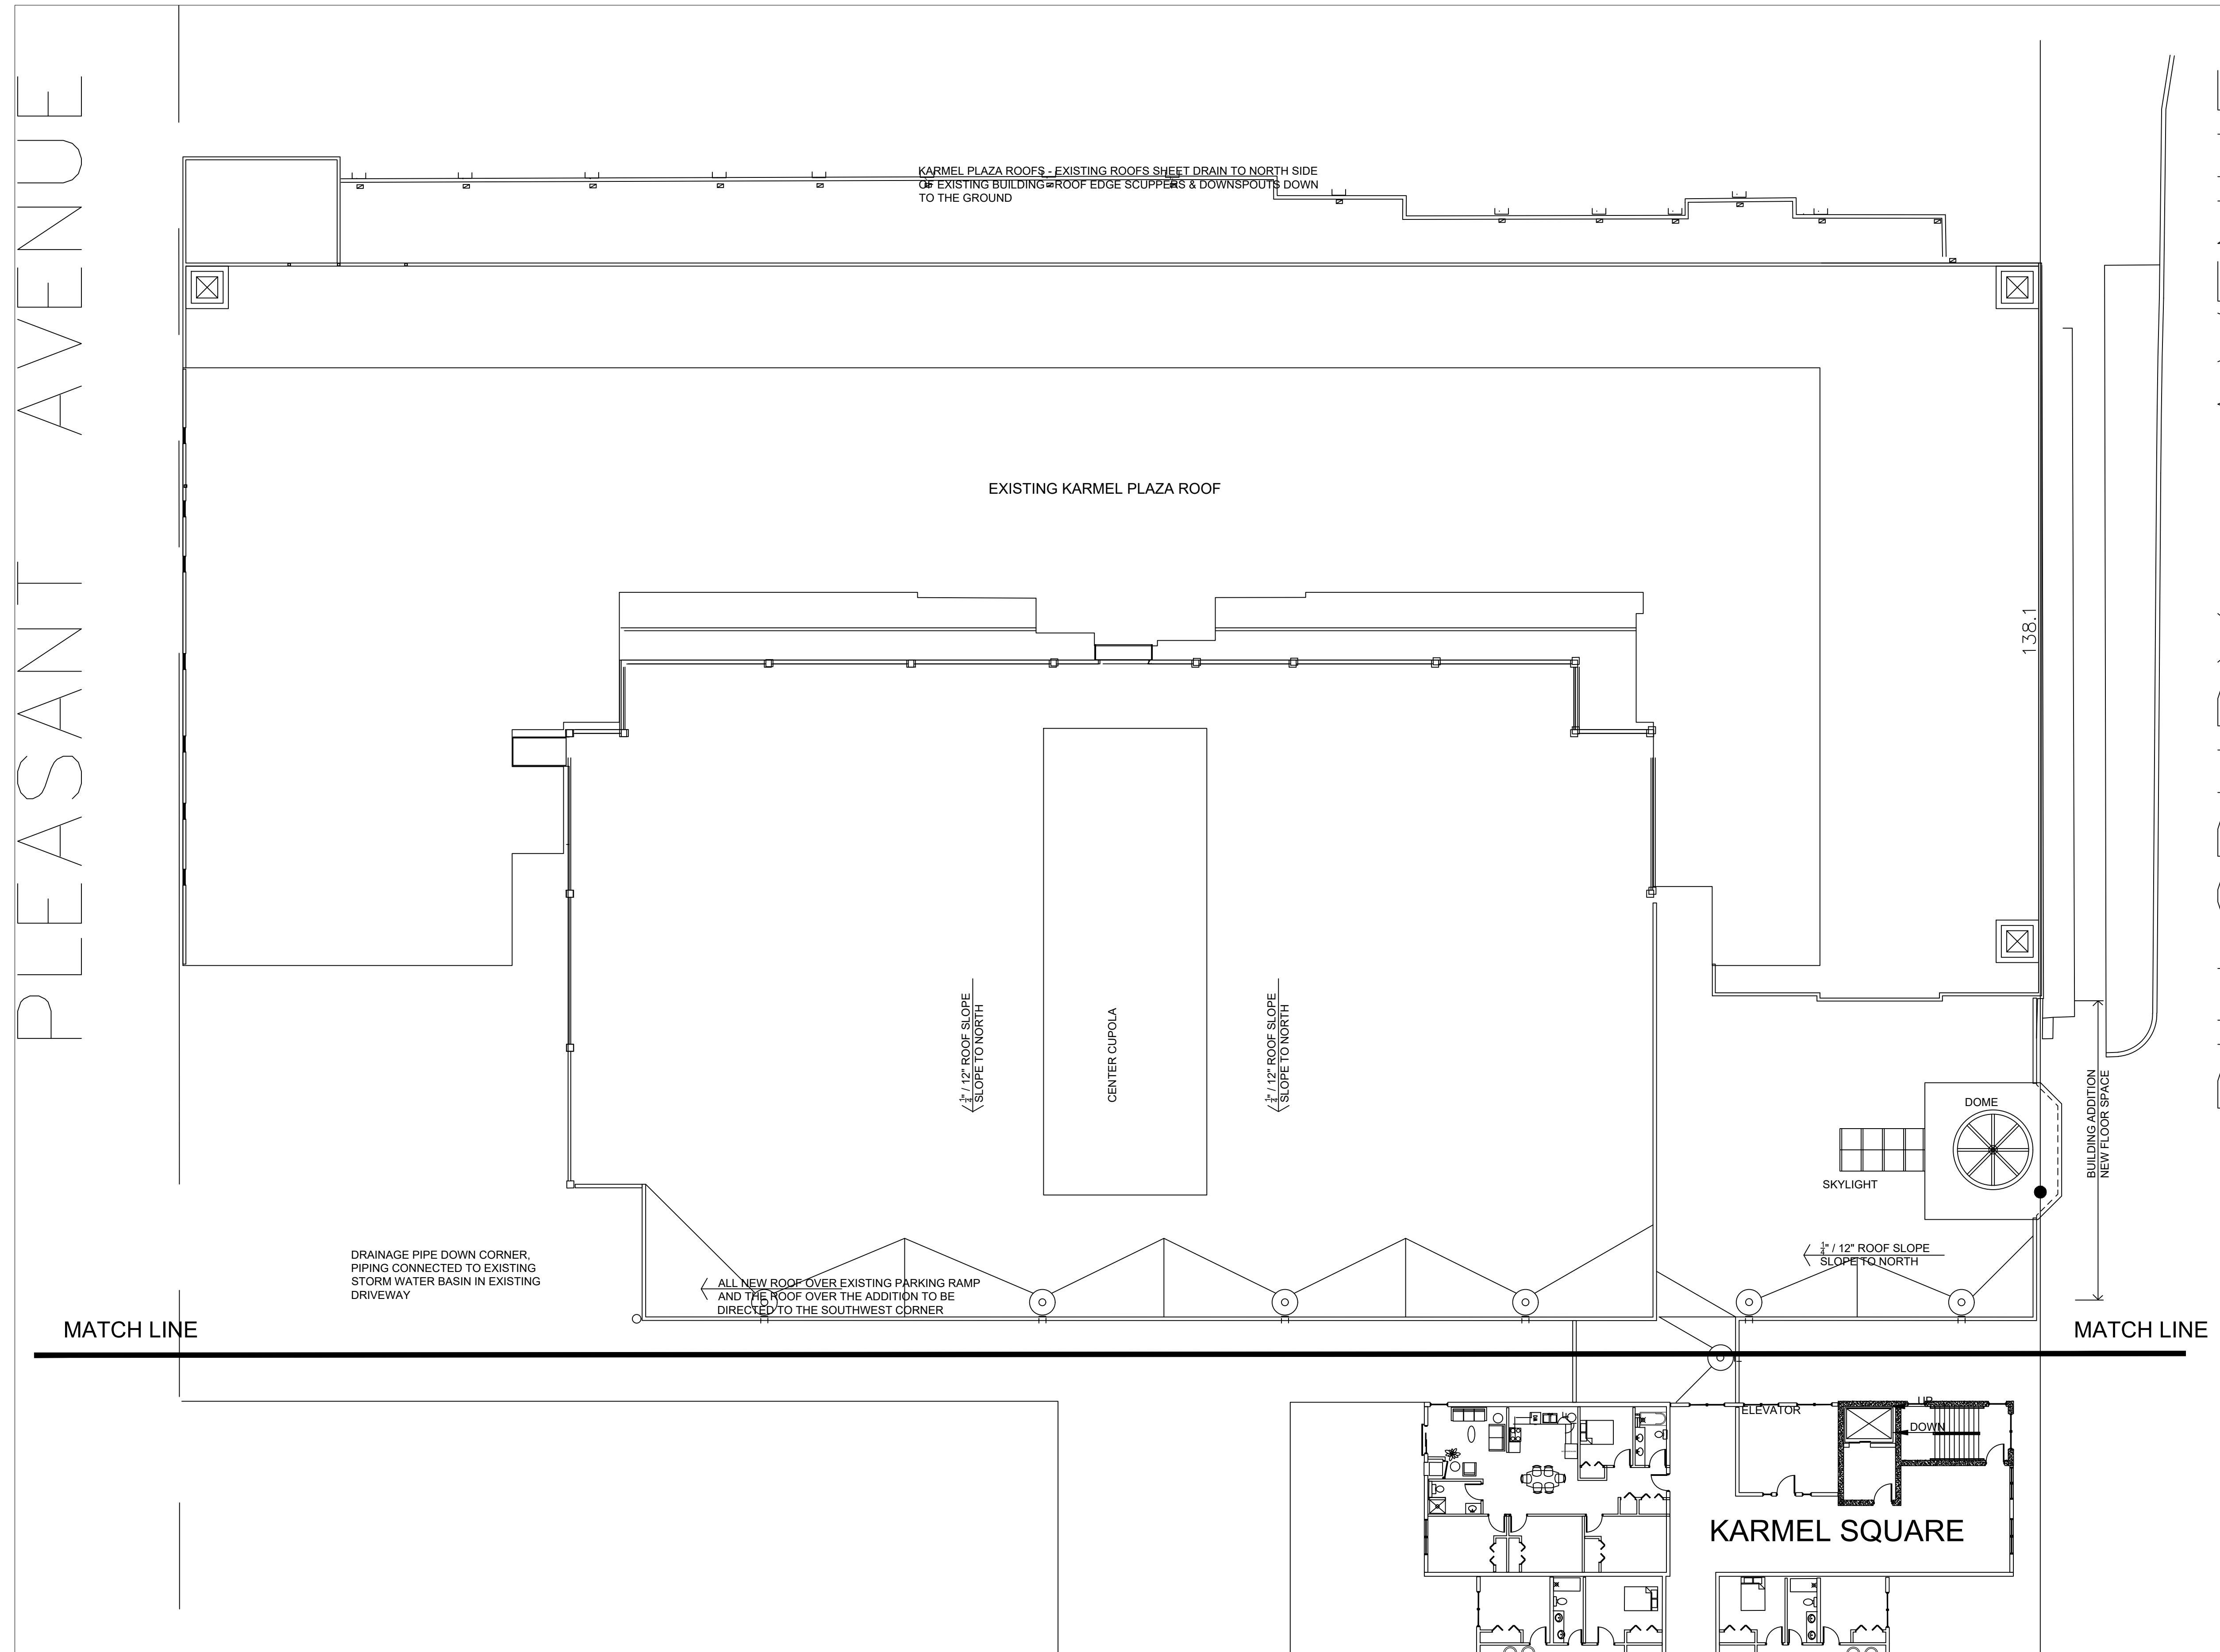 PLEASANT AVENUE
KARMEL PLAZA ROOFS - EXISTING ROOFS SHEET DRAIN TO NORTH SIDE
OF EXISTING BUILDING - ROOF EDGE SCUPPERS & DOWNSPOUTS DOWN
TO THE GROUND
EXISTING KARMEL PLAZA ROOF
138.1
1/4" / 12" ROOF SLOPE
SLOPE TO NORTH
CENTER CUPOLA
1/4" / 12" ROOF SLOPE
SLOPE TO NORTH
BUILDING ADDITION
NEW FLOOR SPACE
DOME
SKYLIGHT
1/4" / 12" ROOF SLOPE
SLOPE TO NORTH
DRAINAGE PIPE DOWN CORNER,
PIPING CONNECTED TO EXISTING
STORM WATER BASIN IN EXISTING
DRIVEWAY
ALL NEW ROOF OVER EXISTING PARKING RAMP
AND THE ROOF OVER THE ADDITION TO BE
DIRECTED TO THE SOUTHWEST CORNER
MATCH LINE
MATCH LINE
ELEVATOR
UP
DOWN
KARMEL SQUARE